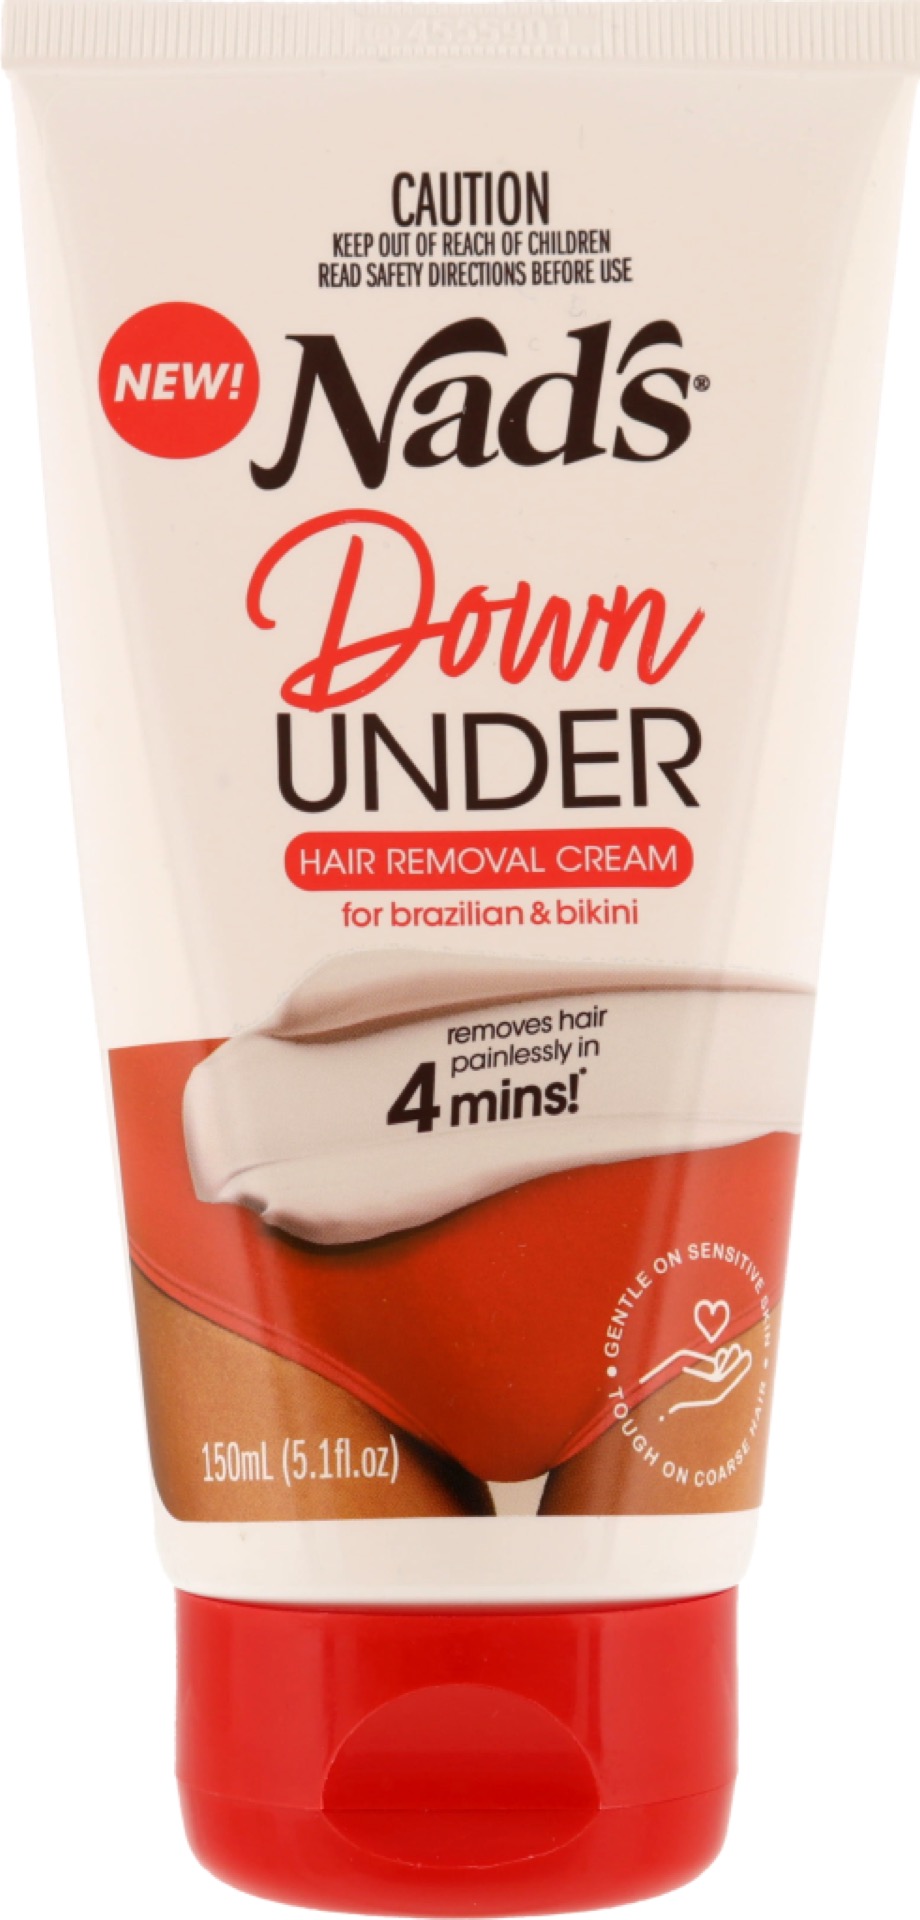 CAUTION
KEEP OUT OF REACH OF CHILDREN
READ SAFETY DIRECTIONS BEFORE USE
NEW!
Nad's®
Down
UNDER
HAIR REMOVAL CREAM
for brazilian & bikini
removes hair
painlessly in
4 mins!*
• GENTLE ON SENSITIVE SKIN •
TOUGH ON COARSE HAIR
150mL (5.1fl.oz)